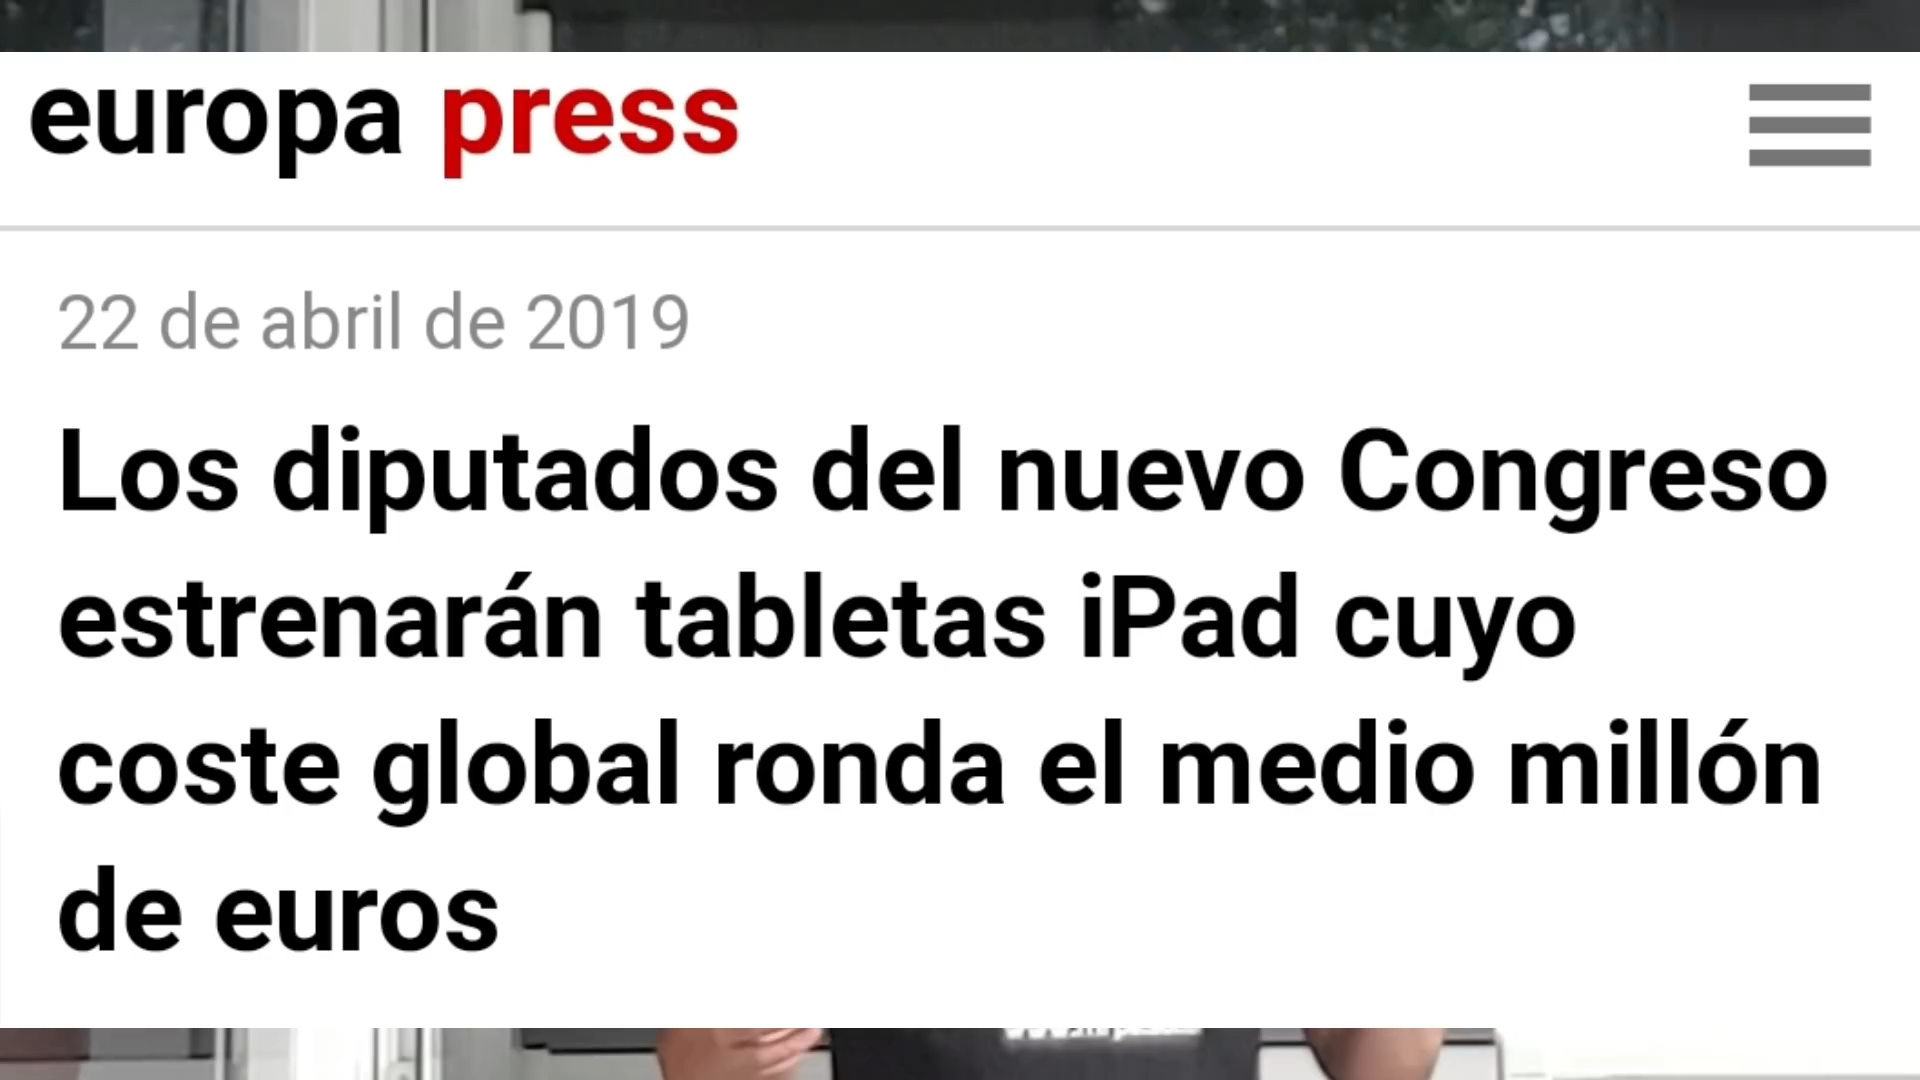 europa press
22 de abril de 2019
Los diputados del nuevo Congreso
estrenarán tabletas iPad cuyo
coste global ronda el medio millón
de euros